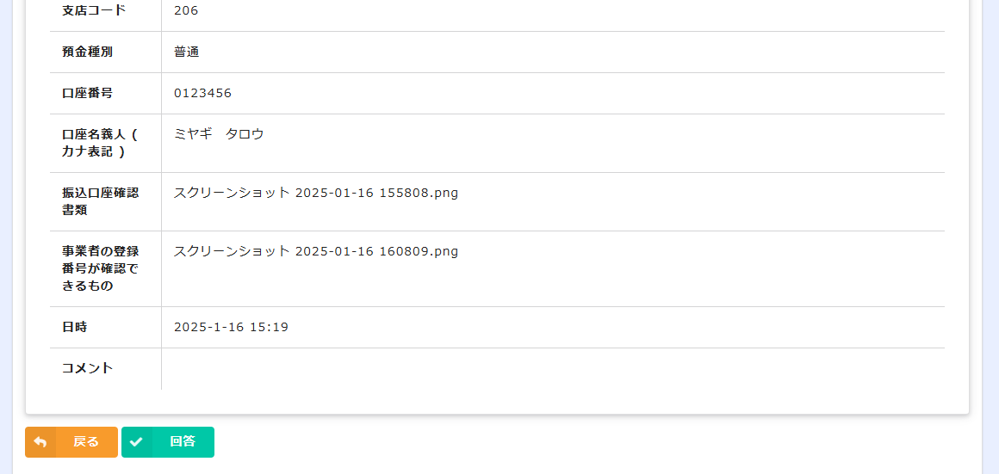 支店コード
206
預金種別
普通
口座番号
0123456
口座名義人 (
カナ表記 )
ミヤギ　タロウ
振込口座確認
書類
スクリーンショット 2025-01-16 155808.png
事業者の登録
番号が確認で
きるもの
スクリーンショット 2025-01-16 160809.png
日時
2025-1-16 15:19
コメント
戻る
回答